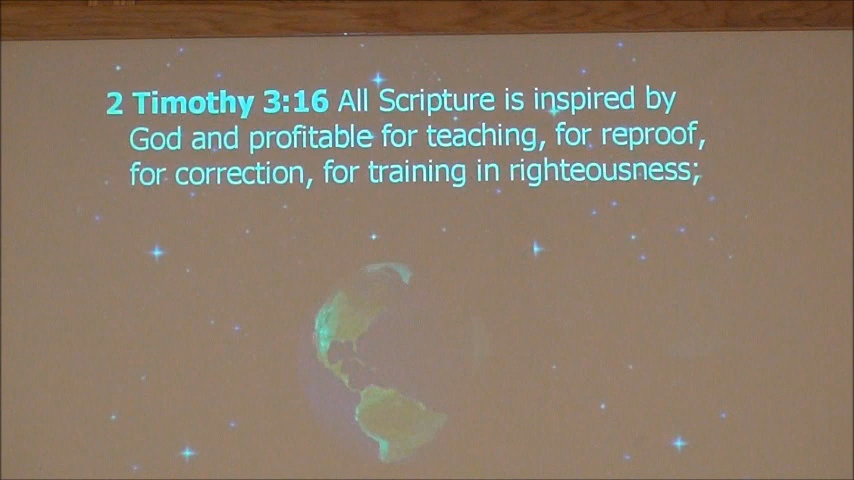 2 Timothy 3:16 All Scripture is inspired by
God and profitable for teaching, for reproof,
for correction, for training in righteousness;